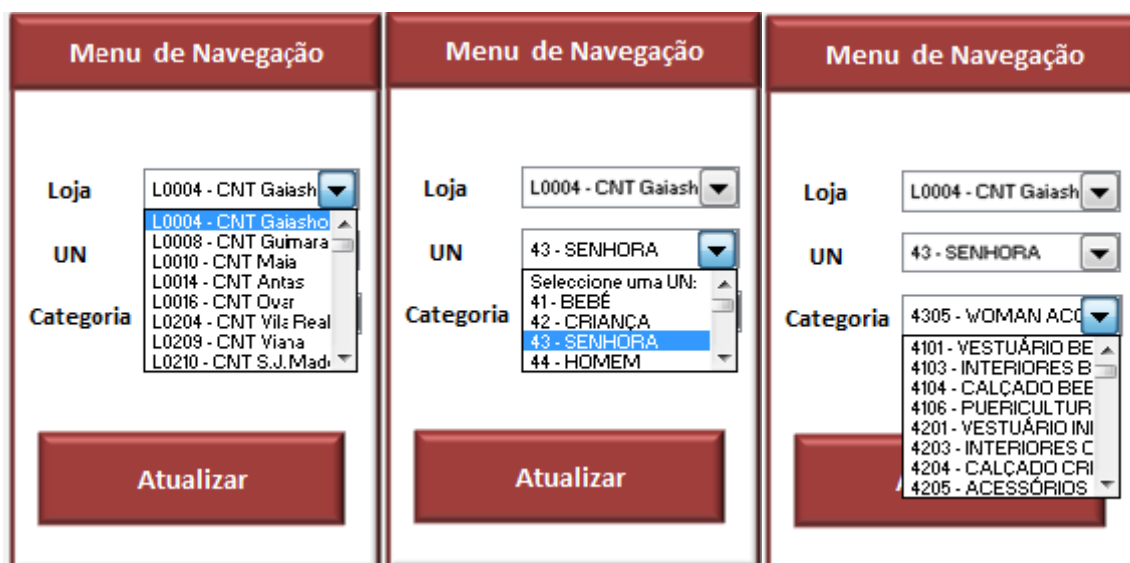 Menu de Navegação
Loja
L0004 - CNT Gaiash
L0004 - CNT Gaiasho
L0008 - CNT Guimara
L0010 - CNT Maia
L0014 - CNT Antas
L0016 - CNT Ovar
L0204 - CNT Vila Real
L0209 - CNT Viana
L0210 - CNT S.J. Mad
UN
Categoria
Atualizar
Menu de Navegação
Loja
L0004 - CNT Gaiash
UN
43 - SENHORA
Seleccione uma UN:
41 - BEBÉ
42 - CRIANÇA
43 - SENHORA
44 - HOMEM
Categoria
Atualizar
Menu de Navegação
Loja
L0004 - CNT Gaiash
UN
43 - SENHORA
Categoria
4305 - WOMAN ACC
4101 - VESTUÁRIO BE
4103 - INTERIORES B
4104 - CALÇADO BEE
4106 - PUERICULTUR
4201 - VESTUÁRIO INI
4203 - INTERIORES C
4204 - CALÇADO CRI
4205 - ACESSÓRIOS